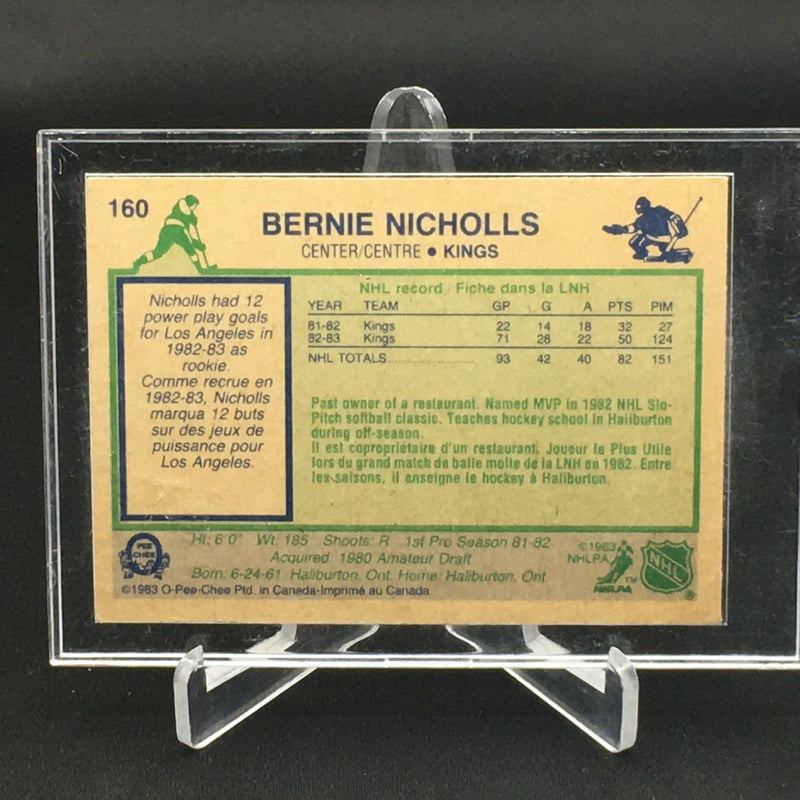 160
BERNIE NICHOLLS
CENTER/CENTRE • KINGS
Nicholls had 12
power play goals
for Los Angeles in
1982-83 as
rookie.
Comme recrue en
1982-83, Nicholls
marqua 12 buts
sur des jeux de
puissance pour
Los Angeles.
NHL record Fiche dans la LNH
YEAR TEAM GP G A PTS PIM
81-82 Kings 22 14 18 32 27
82-83 Kings 71 28 22 50 124
NHL TOTALS 93 42 40 82 151
Past owner of a restaurant. Named MVP in 1982 NHL Slo-
Pitch softball classic. Teaches hockey school in Haliburton
during off-season.
Il est copropriétaire d'un restaurant. Joueur le Plus Utile
lors du grand match de balle molle de la LNH en 1982. Entre
les saisons, il enseigne le hockey à Haliburton.
Ht: 6'0" Wt: 185 Shoots: R 1st Pro Season 81-82
Acquired: 1980 Amateur Draft
Born: 6-24-61, Haliburton, Ont. Home: Haliburton, Ont
©1983 O-Pee-Chee Ptd. in Canada-Imprimé au Canada
O PEE CHEE
©1983
NHLPA
NHLPA
TM
NHL
®